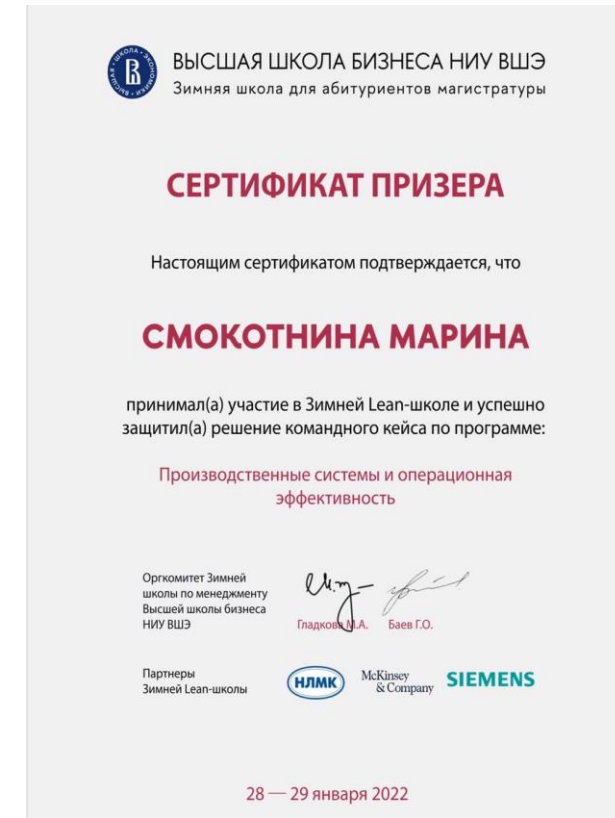 ВЫСШАЯ ШКОЛА ЭКОНОМИКИ
ВЫСШАЯ ШКОЛА БИЗНЕСА НИУ ВШЭ
Зимняя школа для абитуриентов магистратуры
СЕРТИФИКАТ ПРИЗЕРА
Настоящим сертификатом подтверждается, что
СМОКОТНИНА МАРИНА
принимал(а) участие в Зимней Lean-школе и успешно
защитил(а) решение командного кейса по программе:
Производственные системы и операционная
эффективность
Оргкомитет Зимней
школы по менеджменту
Высшей школы бизнеса
НИУ ВШЭ
Гладкова М.А. Баев Г.О.
Партнеры
Зимней Lean-школы
НЛМК
McKinsey
& Company
SIEMENS
28 — 29 января 2022